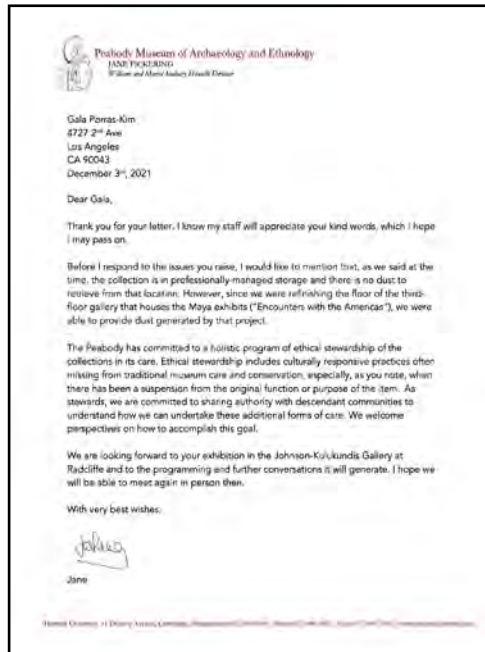 Peabody Museum of Archaeology and Ethnology
JANE PICKERING
William and Muriel Seabury Howells Director
Gala Porras-Kim
4727 2nd Ave
Los Angeles
CA 90043
December 3rd, 2021
Dear Gala,
Thank you for your letter. I know my staff will appreciate your kind words, which I hope
I may pass on.
Before I respond to the issues you raise, I would like to mention that, as we said at the
time, the collection is in professionally-managed storage and there is no dust to
retrieve from that location. However, since we were refinishing the floor of the third-
floor gallery that houses the Maya exhibits ("Encounters with the Americas"), we were
able to provide dust generated by that project.
The Peabody has committed to a holistic program of ethical stewardship of the
collections in its care. Ethical stewardship includes culturally responsive practices often
missing from traditional museum care and conservation, especially, as you note, when
there has been a suspension from the original function or purpose of the item. As
stewards, we are committed to sharing authority with descendant communities to
understand how we can undertake these additional forms of care. We welcome
perspectives on how to accomplish this goal.
We are looking forward to your exhibition in the Johnson-Kulukundis Gallery at
Radcliffe and to the programming and further conversations it will generate. I hope we
will be able to meet again in person then.
With very best wishes,
Jane